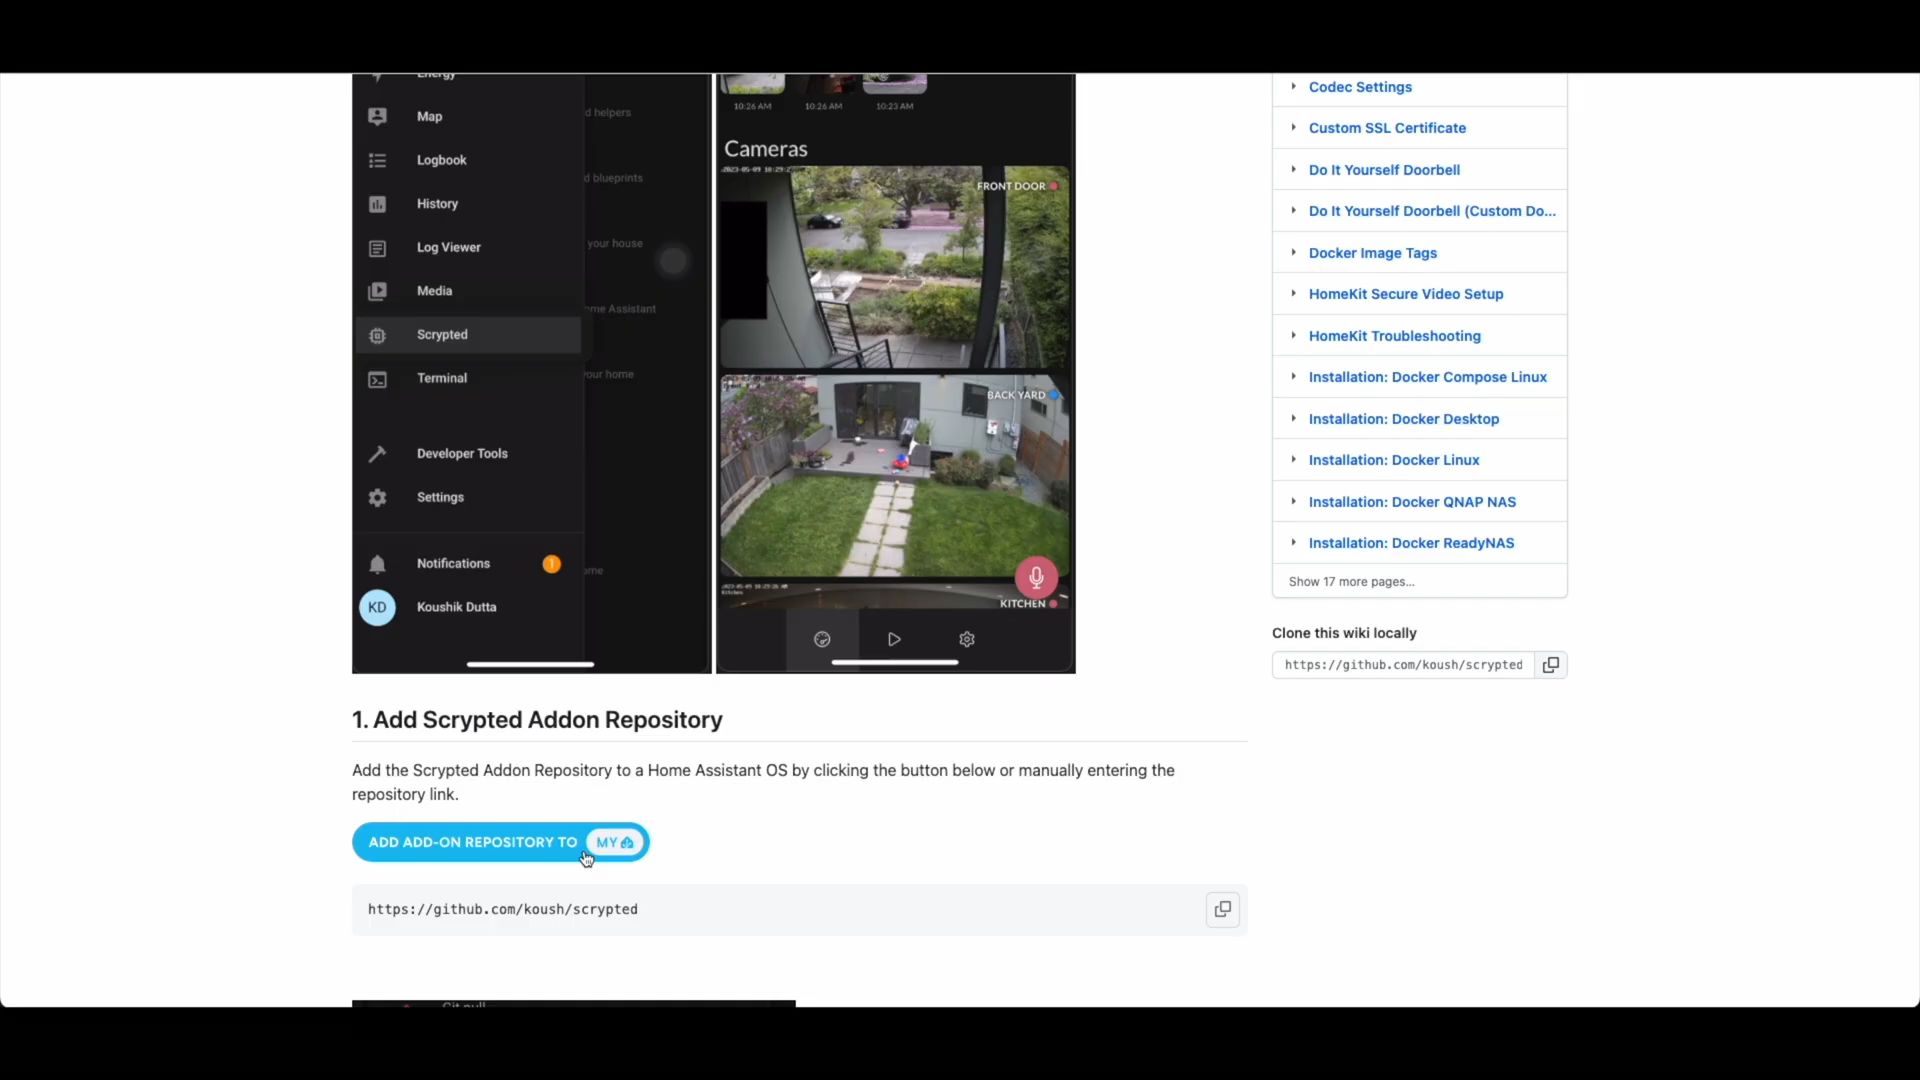 Energy
Map
Logbook
History
Log Viewer
Media
Scrypted
Terminal
Developer Tools
Settings
Notifications
1
KD
Koushik Dutta
d helpers
d blueprints
your house
me Assistant
our home
me
10:26 AM
10:26 AM
10:23 AM
Cameras
FRONT DOOR
BACK YARD
KITCHEN
1. Add Scrypted Addon Repository
Add the Scrypted Addon Repository to a Home Assistant OS by clicking the button below or manually entering the
repository link.
ADD ADD-ON REPOSITORY TO MY
https://github.com/koush/scrypted
Git pull
Codec Settings
Custom SSL Certificate
Do It Yourself Doorbell
Do It Yourself Doorbell (Custom Do...
Docker Image Tags
HomeKit Secure Video Setup
HomeKit Troubleshooting
Installation: Docker Compose Linux
Installation: Docker Desktop
Installation: Docker Linux
Installation: Docker QNAP NAS
Installation: Docker ReadyNAS
Show 17 more pages...
Clone this wiki locally
https://github.com/koush/scrypted